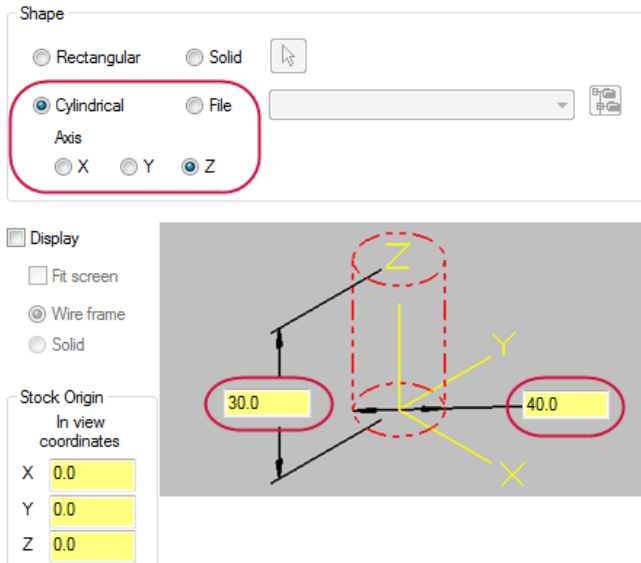 Shape
Rectangular Solid
Cylindrical File
Axis
X Y Z
Display
Fit screen
Wire frame
Solid
Z
Y
30.0 40.0
X
Stock Origin
In view
coordinates
X 0.0
Y 0.0
Z 0.0